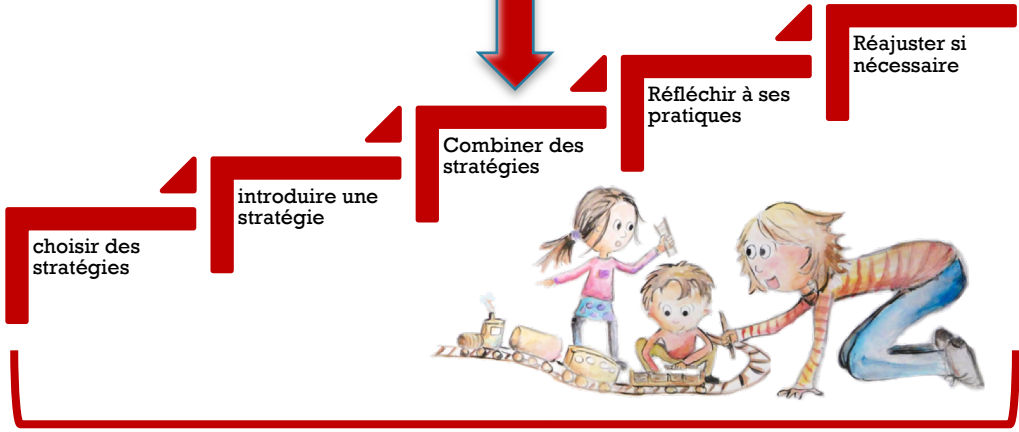 choisir des
stratégies
introduire une
stratégie
Combiner des
stratégies
Réfléchir à ses
pratiques
Réajuster si
nécessaire